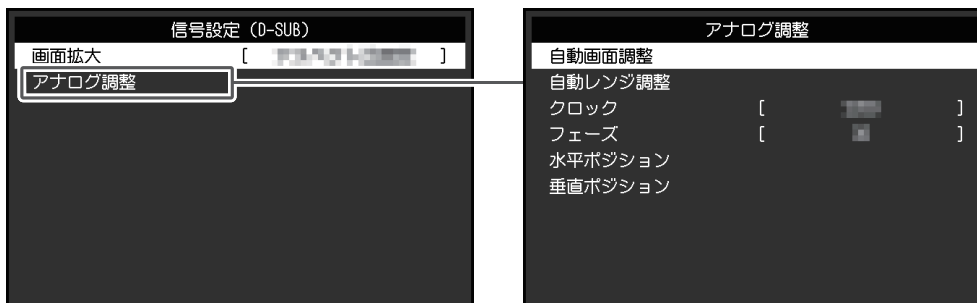 信号設定（D-SUB）
画面拡大 [ ]
アナログ調整
アナログ調整
自動画面調整
自動レンジ調整
クロック [ ]
フェーズ [ ]
水平ポジション
垂直ポジション